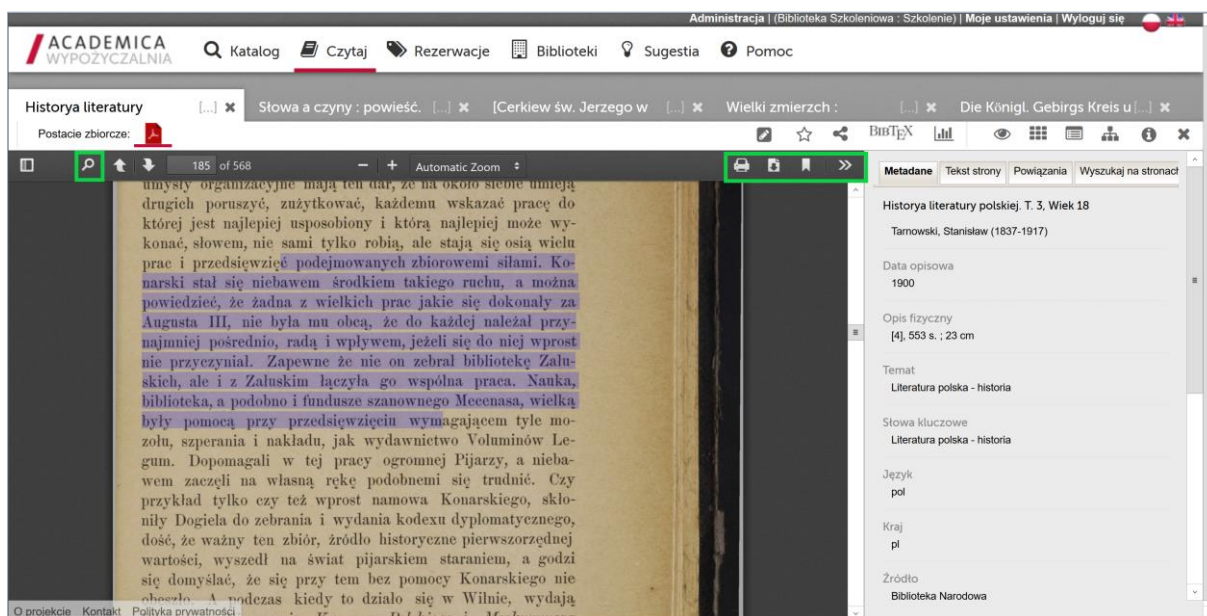 Administracja | (Biblioteka Szkoleniowa : Szkolenie) | Moje ustawienia | Wyloguj się
ACADEMICA
WYPOŻYCZALNIA
Katalog Czytaj Rezerwacje Biblioteki Sugestia Pomoc
Historya literatury [...] Słowa a czyny : powieść. [...] [Cerkiew św. Jerzego w [...] Wielki zmierzch : [...] Die Königl. Gebirgs Kreis u [...]
Postacie zbiorcze: BIBTEX
185 of 568 Automatic Zoom
umysły organizacyjne mają ten dar, że na około siebie umieją
drugich poruszyć, zużytkować, każdemu wskazać pracę do
której jest najlepiej usposobiony i którą najlepiej może wy-
konać, słowem, nie sami tylko robią, ale stają się osią wielu
prac i przedsięwzięć podejmowanych zbiorowemi siłami. Ko-
narski stał się niebawem środkiem takiego ruchu, a można
powiedzieć, że żadna z wielkich prac jakie się dokonały za
Augusta III, nie była mu obcą, że do każdej należał przy-
najmniej pośrednio, radą i wpływem, jeżeli się do niej wprost
nie przyczyniał. Zapewne że nie on zebrał bibliotekę Zału-
skich, ale i z Załuskim łączyła go wspólna praca. Nauka,
biblioteka, a podobno i fundusze szanownego Mecenasa, wielką
były pomocą przy przedsięwzięciu wymagającem tyle mo-
zołu, szperania i nakładu, jak wydawnictwo Voluminów Le-
gum. Dopomagali w tej pracy ogromnej Pijarzy, a nieba-
wem zaczęli na własną rękę podobnemi się trudnić. Czy
przykład tylko czy też wprost namowa Konarskiego, skło-
niły Dogiela do zebrania i wydania kodexu dyplomatycznego,
dość, że ważny ten zbiór, źródło historyczne pierwszorzędnej
wartości, wyszedł na świat pijarskiem staraniem, a godzi
się domyślać, że się przy tem bez pomocy Konarskiego nie
obeszło. A podczas kiedy to działo się w Wilnie, wydają
Metadane Tekst strony Powiązania Wyszukaj na stronach
Historya literatury polskiej. T. 3, Wiek 18
Tarnowski, Stanisław (1837-1917)
Data opisowa
1900
Opis fizyczny
[4], 553 s. ; 23 cm
Temat
Literatura polska - historia
Słowa kluczowe
Literatura polska - historia
Język
pol
Kraj
pl
Źródło
Biblioteka Narodowa
O projekcie Kontakt Polityka prywatności